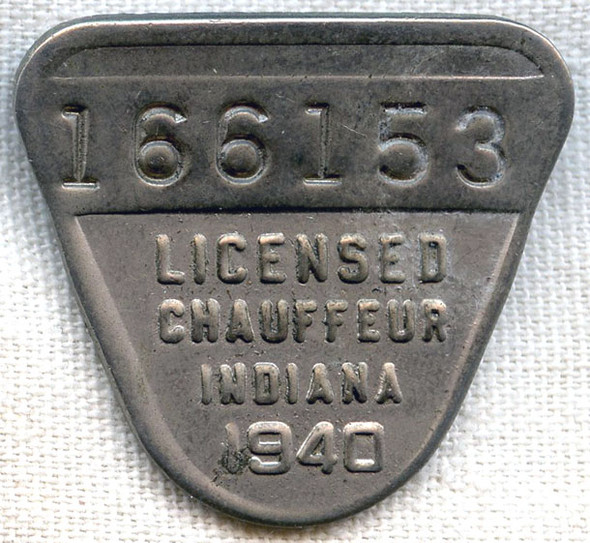 166153
LICENSED
CHAUFFEUR
INDIANA
1940